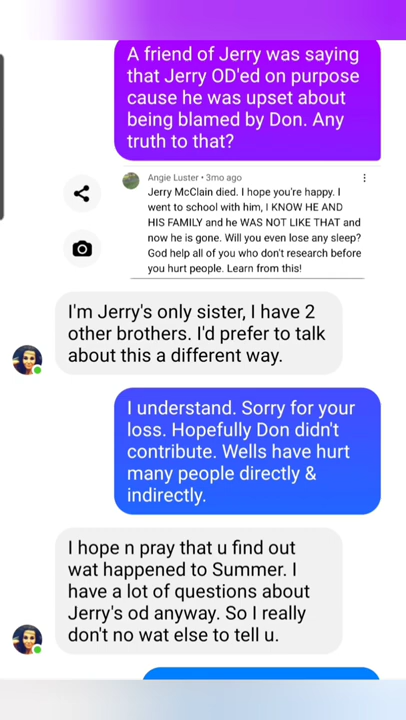 A friend of Jerry was saying
that Jerry OD'ed on purpose
cause he was upset about
being blamed by Don. Any
truth to that?
Angie Luster • 3mo ago
Jerry McClain died. I hope you're happy. I
went to school with him, I KNOW HE AND
HIS FAMILY and he WAS NOT LIKE THAT and
now he is gone. Will you even lose any sleep?
God help all of you who don't research before
you hurt people. Learn from this!
I'm Jerry's only sister, I have 2
other brothers. I'd prefer to talk
about this a different way.
I understand. Sorry for your
loss. Hopefully Don didn't
contribute. Wells have hurt
many people directly &
indirectly.
I hope n pray that u find out
wat happened to Summer. I
have a lot of questions about
Jerry's od anyway. So I really
don't no wat else to tell u.